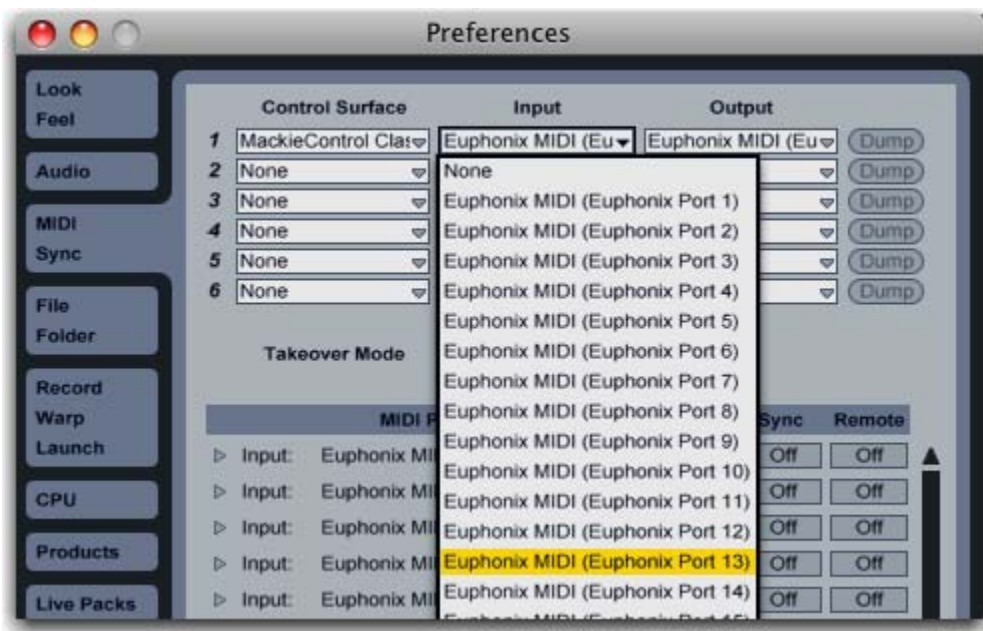 Preferences
Look
Feel
Audio
MIDI
Sync
File
Folder
Record
Warp
Launch
CPU
Products
Live Packs
Control Surface Input Output
1 MackieControl Clas Euphonix MIDI (Eu Euphonix MIDI (Eu Dump
2 None Dump
3 None Dump
4 None Dump
5 None Dump
6 None Dump
None
Euphonix MIDI (Euphonix Port 1)
Euphonix MIDI (Euphonix Port 2)
Euphonix MIDI (Euphonix Port 3)
Euphonix MIDI (Euphonix Port 4)
Euphonix MIDI (Euphonix Port 5)
Euphonix MIDI (Euphonix Port 6)
Euphonix MIDI (Euphonix Port 7)
Euphonix MIDI (Euphonix Port 8)
Euphonix MIDI (Euphonix Port 9)
Euphonix MIDI (Euphonix Port 10)
Euphonix MIDI (Euphonix Port 11)
Euphonix MIDI (Euphonix Port 12)
Euphonix MIDI (Euphonix Port 13)
Euphonix MIDI (Euphonix Port 14)
Euphonix MIDI (Euphonix Port 15)
Takeover Mode
MIDI Sync Remote
Input: Euphonix MI Off Off
Input: Euphonix MI Off Off
Input: Euphonix MI Off Off
Input: Euphonix MI Off Off
Input: Euphonix MI Off Off